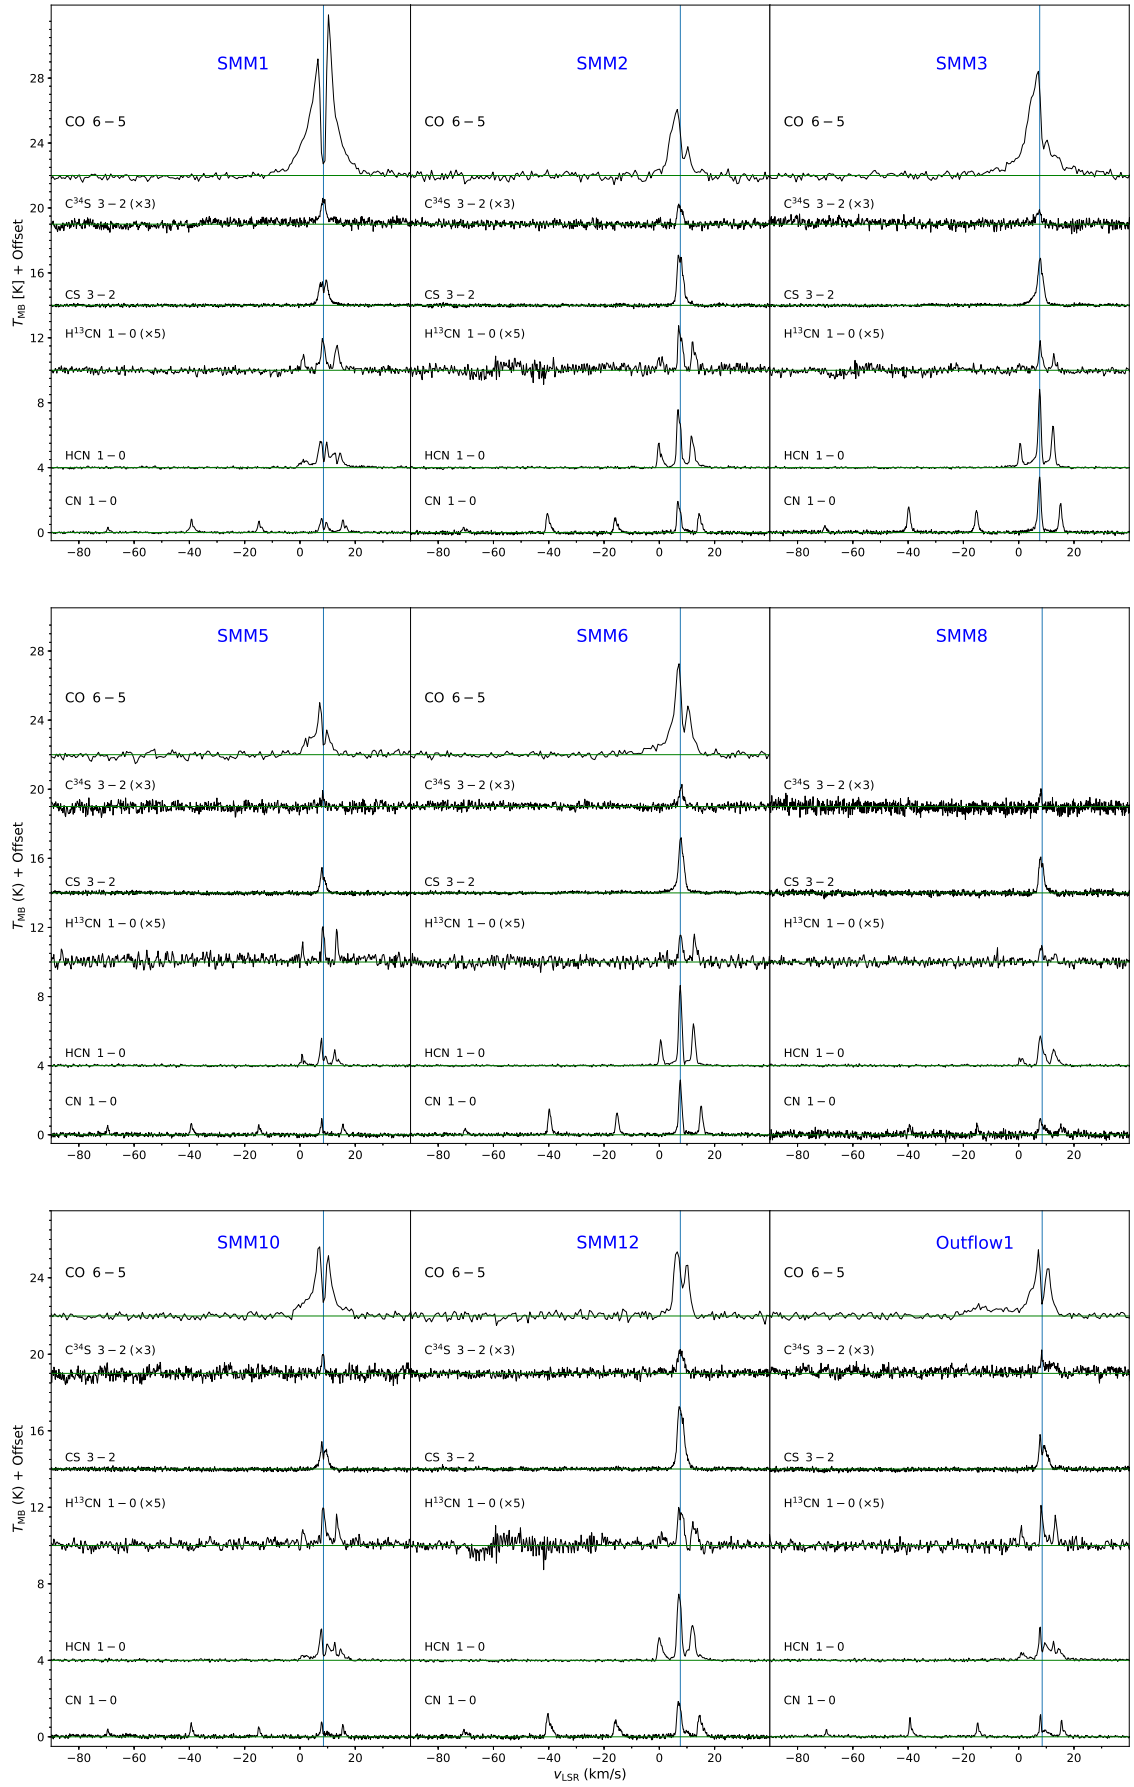 SMM1 SMM2 SMM3
28
CO 6−5 CO 6−5 CO 6−5
24
C³⁴S 3−2 (×3) C³⁴S 3−2 (×3) C³⁴S 3−2 (×3)
20
16
CS 3−2 CS 3−2 CS 3−2
H¹³CN 1−0 (×5) H¹³CN 1−0 (×5) H¹³CN 1−0 (×5)
12
8
HCN 1−0 HCN 1−0 HCN 1−0
4
CN 1−0 CN 1−0 CN 1−0
0
T_MB [K] + Offset
−80 −60 −40 −20 0 20 −80 −60 −40 −20 0 20 −80 −60 −40 −20 0 20
SMM5 SMM6 SMM8
28
CO 6−5 CO 6−5
24
C³⁴S 3−2 (×3) C³⁴S 3−2 (×3) C³⁴S 3−2 (×3)
20
16
CS 3−2 CS 3−2 CS 3−2
H¹³CN 1−0 (×5) H¹³CN 1−0 (×5) H¹³CN 1−0 (×5)
12
8
HCN 1−0 HCN 1−0 HCN 1−0
4
CN 1−0 CN 1−0 CN 1−0
0
T_MB (K) + Offset
−80 −60 −40 −20 0 20 −80 −60 −40 −20 0 20 −80 −60 −40 −20 0 20
SMM10 SMM12 Outflow1
CO 6−5 CO 6−5 CO 6−5
24
C³⁴S 3−2 (×3) C³⁴S 3−2 (×3) C³⁴S 3−2 (×3)
20
16
CS 3−2 CS 3−2 CS 3−2
H¹³CN 1−0 (×5) H¹³CN 1−0 (×5) H¹³CN 1−0 (×5)
12
8
HCN 1−0 HCN 1−0 HCN 1−0
4
CN 1−0 CN 1−0 CN 1−0
0
T_MB (K) + Offset
−80 −60 −40 −20 0 20 −80 −60 −40 −20 0 20 −80 −60 −40 −20 0 20
v_LSR (km/s)